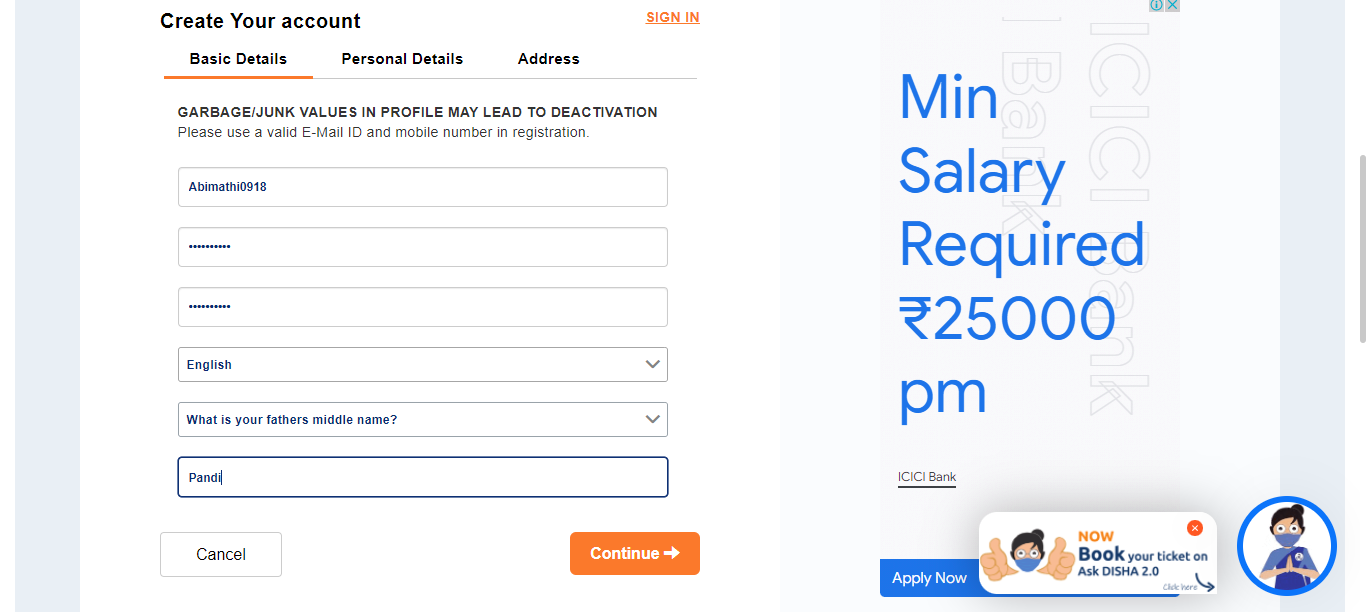 Create Your account
SIGN IN
Basic Details
Personal Details
Address
GARBAGE/JUNK VALUES IN PROFILE MAY LEAD TO DEACTIVATION
Please use a valid E-Mail ID and mobile number in registration.
Abimathi0918
••••••••••
••••••••••
English
What is your fathers middle name?
Pandi
Cancel
Continue
ICICI Bank
ICICI Bank
Min
Salary
Required
₹25000
pm
ICICI Bank
Apply Now
NOW
Book your ticket on
Ask DISHA 2.0
Click here